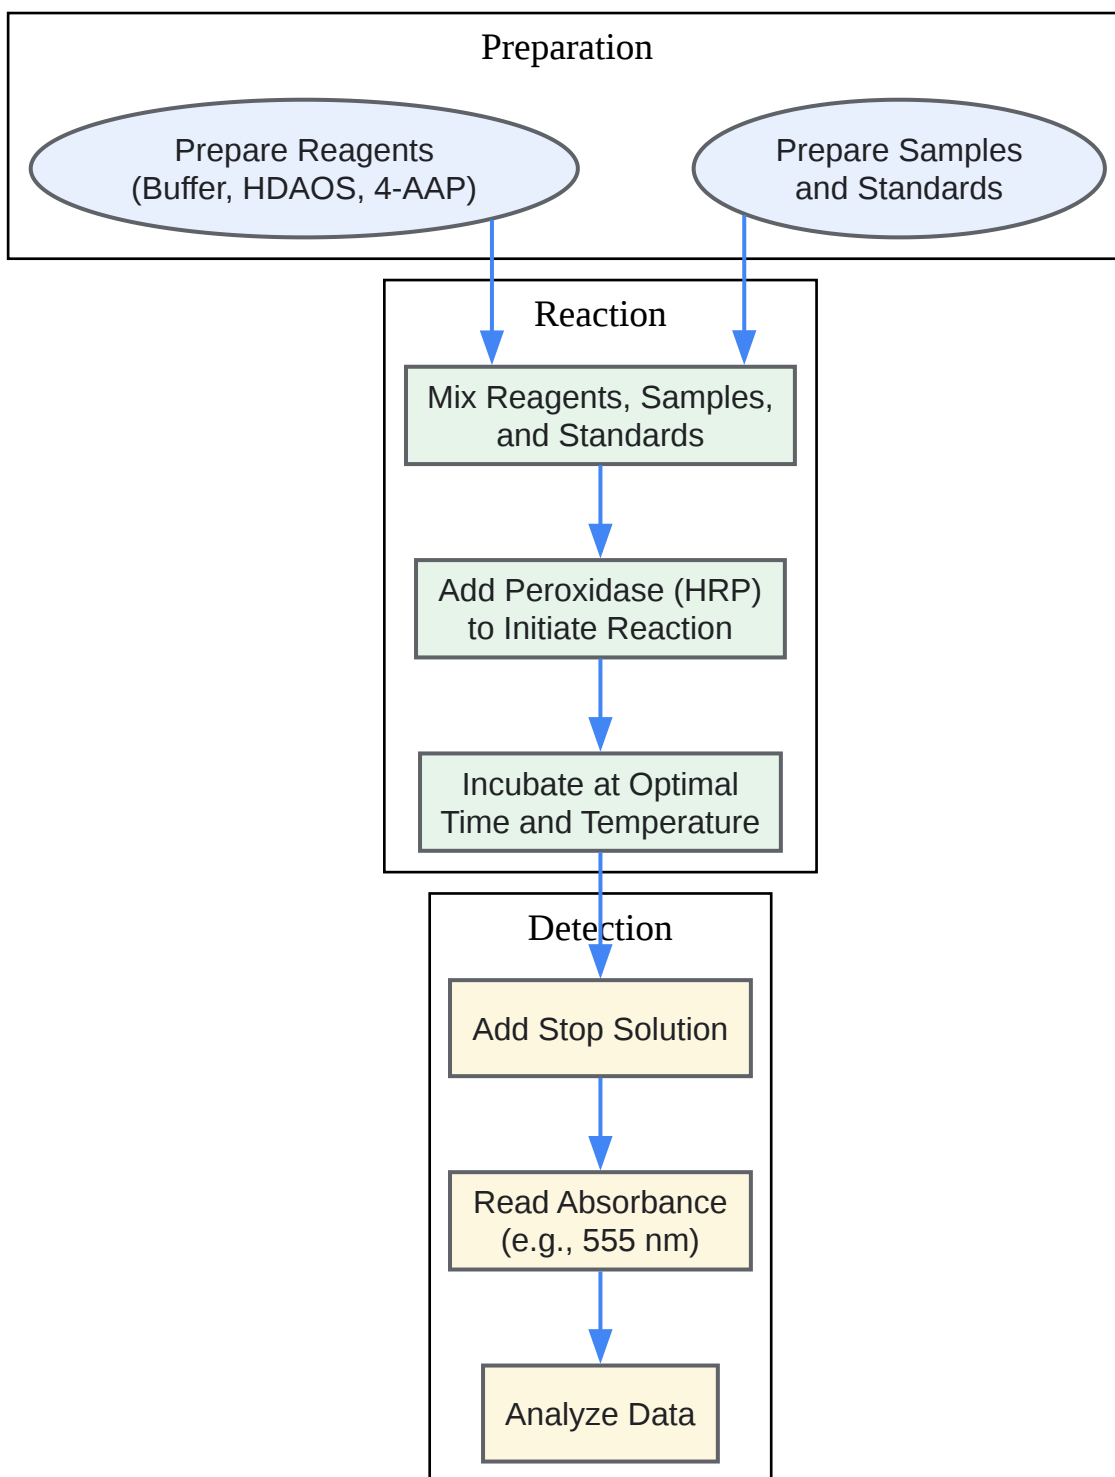 Preparation
Prepare Reagents
(Buffer, HDAOS, 4-AAP)
Prepare Samples
and Standards
Reaction
Mix Reagents, Samples,
and Standards
Add Peroxidase (HRP)
to Initiate Reaction
Incubate at Optimal
Time and Temperature
Detection
Add Stop Solution
Read Absorbance
(e.g., 555 nm)
Analyze Data